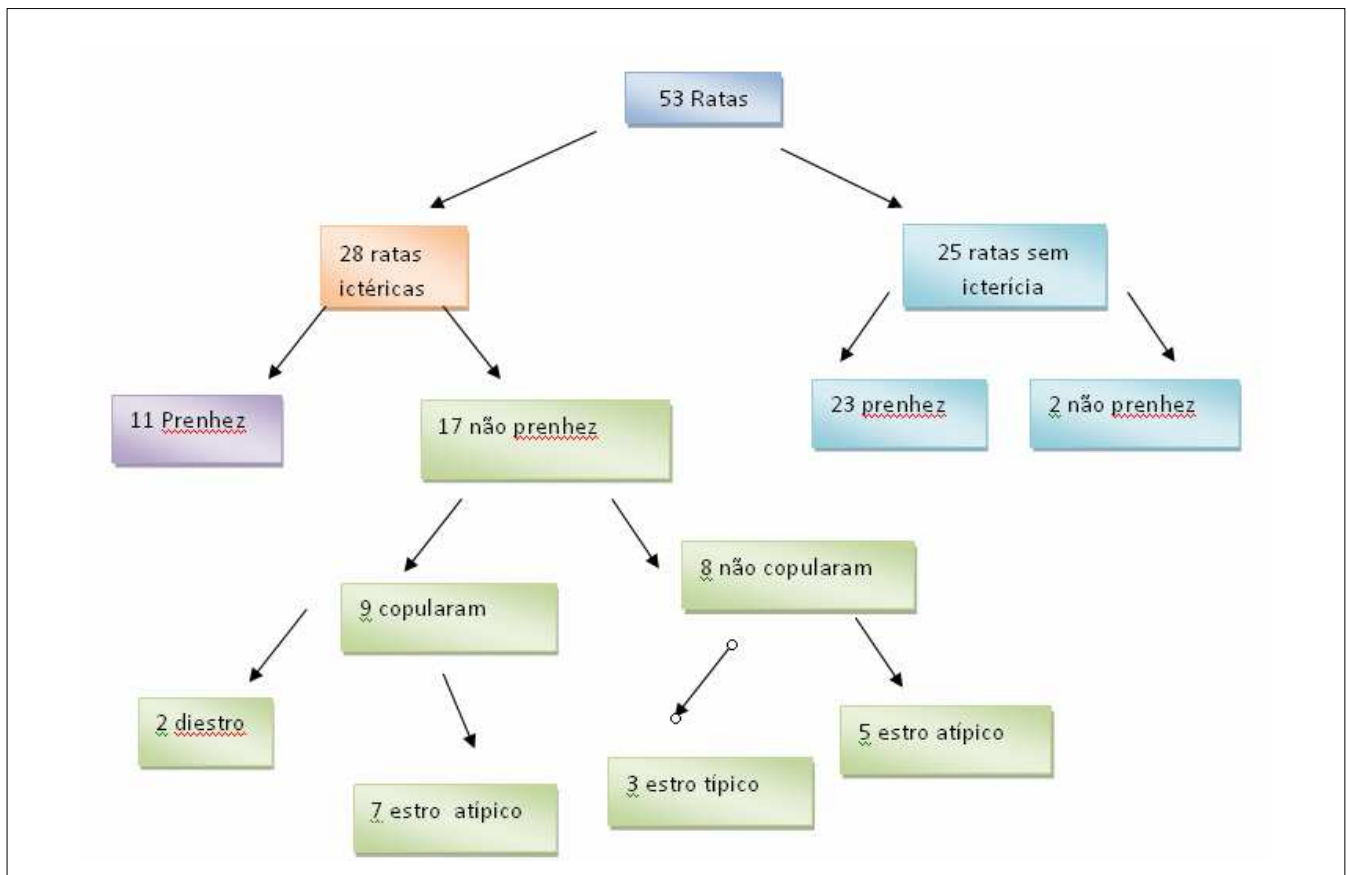 53 Ratas
28 ratas
ictéricas
25 ratas sem
icterícia
11 Prenhez
17 não prenhez
23 prenhez
2 não prenhez
9 copularam
8 não copularam
2 diestro
7 estro atípico
3 estro típico
5 estro atípico